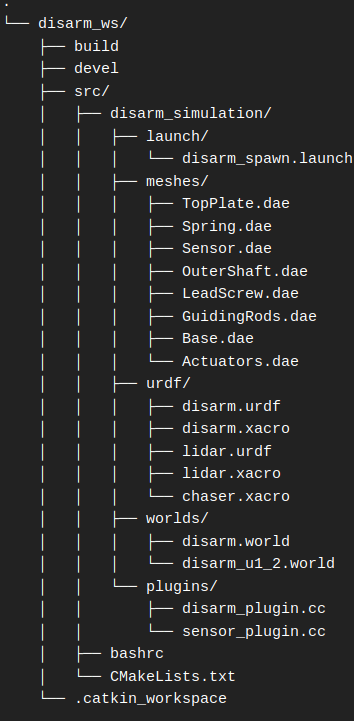 .
└── disarm_ws/
    ├── build
    ├── devel
    ├── src/
    │   ├── disarm_simulation/
    │   │   ├── launch/
    │   │   │   └── disarm_spawn.launch
    │   │   ├── meshes/
    │   │   │   ├── TopPlate.dae
    │   │   │   ├── Spring.dae
    │   │   │   ├── Sensor.dae
    │   │   │   ├── OuterShaft.dae
    │   │   │   ├── LeadScrew.dae
    │   │   │   ├── GuidingRods.dae
    │   │   │   ├── Base.dae
    │   │   │   └── Actuators.dae
    │   │   ├── urdf/
    │   │   │   ├── disarm.urdf
    │   │   │   ├── disarm.xacro
    │   │   │   ├── lidar.urdf
    │   │   │   ├── lidar.xacro
    │   │   │   └── chaser.xacro
    │   │   ├── worlds/
    │   │   │   ├── disarm.world
    │   │   │   └── disarm_u1_2.world
    │   │   └── plugins/
    │   │       ├── disarm_plugin.cc
    │   │       └── sensor_plugin.cc
    │   ├── bashrc
    │   └── CMakeLists.txt
    └── .catkin_workspace